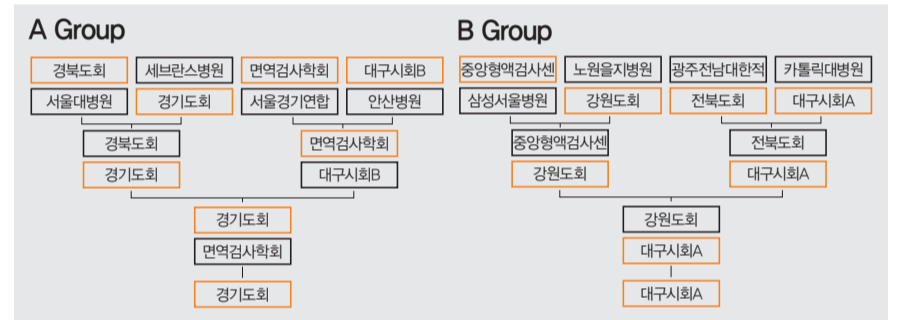 A Group
경북도회 세브란스병원 면역검사학회 대구시회B
서울대병원 경기도회 서울경기연합 안산병원
경북도회 면역검사학회
경기도회 대구시회B
경기도회
면역검사학회
경기도회
B Group
중앙형액검사센 노원을지병원 광주전남대한적 카톨릭대병원
삼성서울병원 강원도회 전북도회 대구시회A
중앙형액검사센 전북도회
강원도회 대구시회A
강원도회
대구시회A
대구시회A